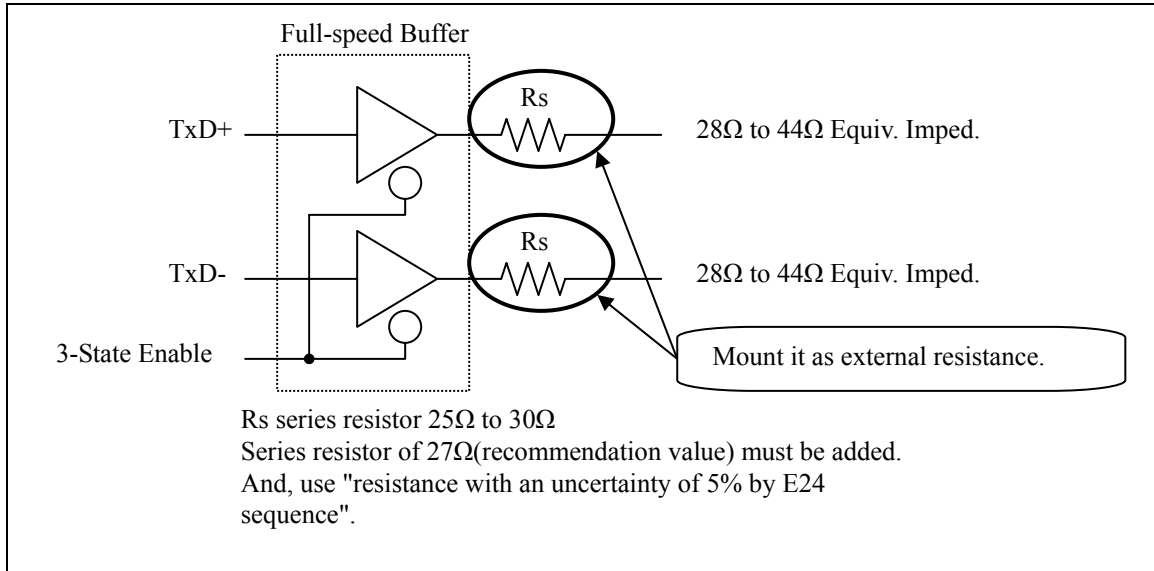 Full-speed Buffer
Rs
TxD+
28Ω to 44Ω Equiv. Imped.
Rs
TxD-
28Ω to 44Ω Equiv. Imped.
3-State Enable
Mount it as external resistance.
Rs series resistor 25Ω to 30Ω
Series resistor of 27Ω(recommendation value) must be added.
And, use "resistance with an uncertainty of 5% by E24
sequence".